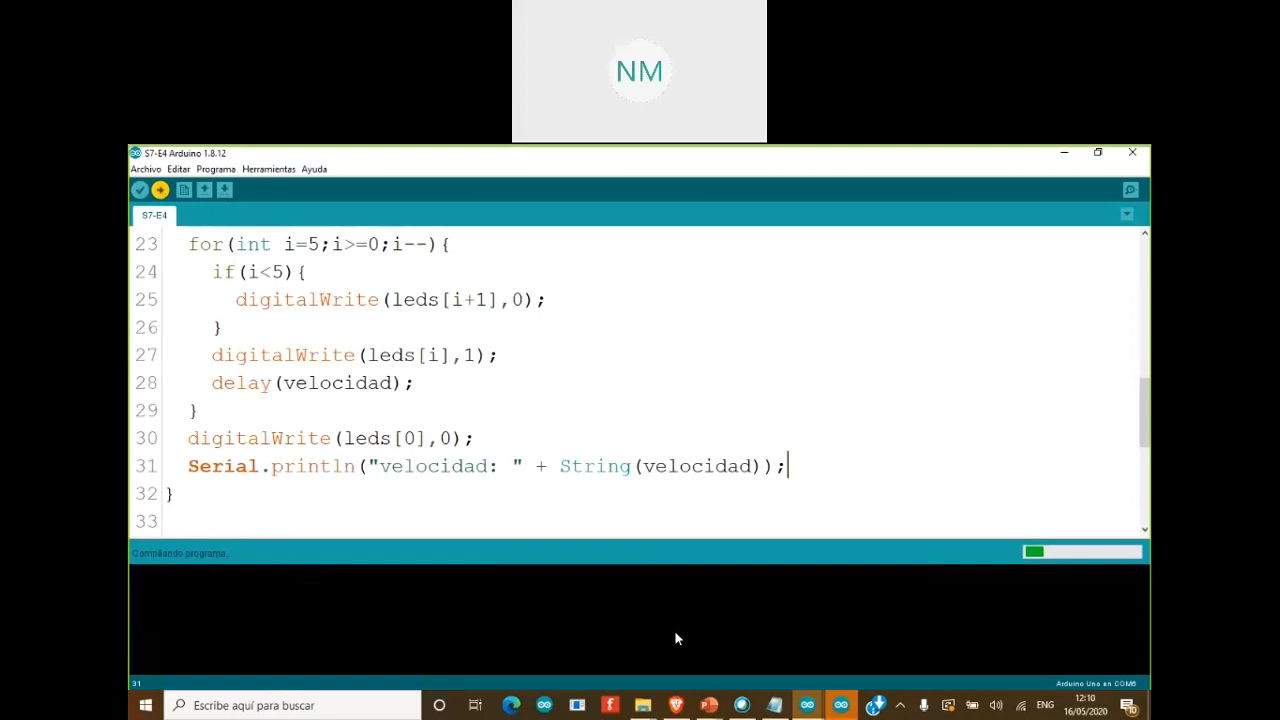 NM
S7-E4 Arduino 1.8.12
Archivo Editar Programa Herramientas Ayuda
S7-E4
23 for(int i=5;i>=0;i--){
24 if(i<5){
25 digitalWrite(leds[i+1],0);
26 }
27 digitalWrite(leds[i],1);
28 delay(velocidad);
29 }
30 digitalWrite(leds[0],0);
31 Serial.println("velocidad: " + String(velocidad));
32 }
33
Compilando programa...
31 Arduino Uno en COM6
Escribe aquí para buscar
ENG
12:10
16/05/2020
10